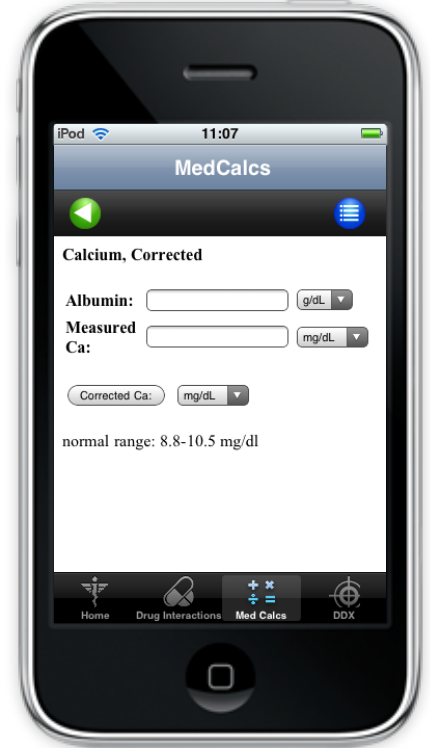 iPod 11:07
MedCalcs
Calcium, Corrected
Albumin: g/dL
Measured
Ca: mg/dL
Corrected Ca: mg/dL
normal range: 8.8-10.5 mg/dl
Home Drug Interactions Med Calcs DDX